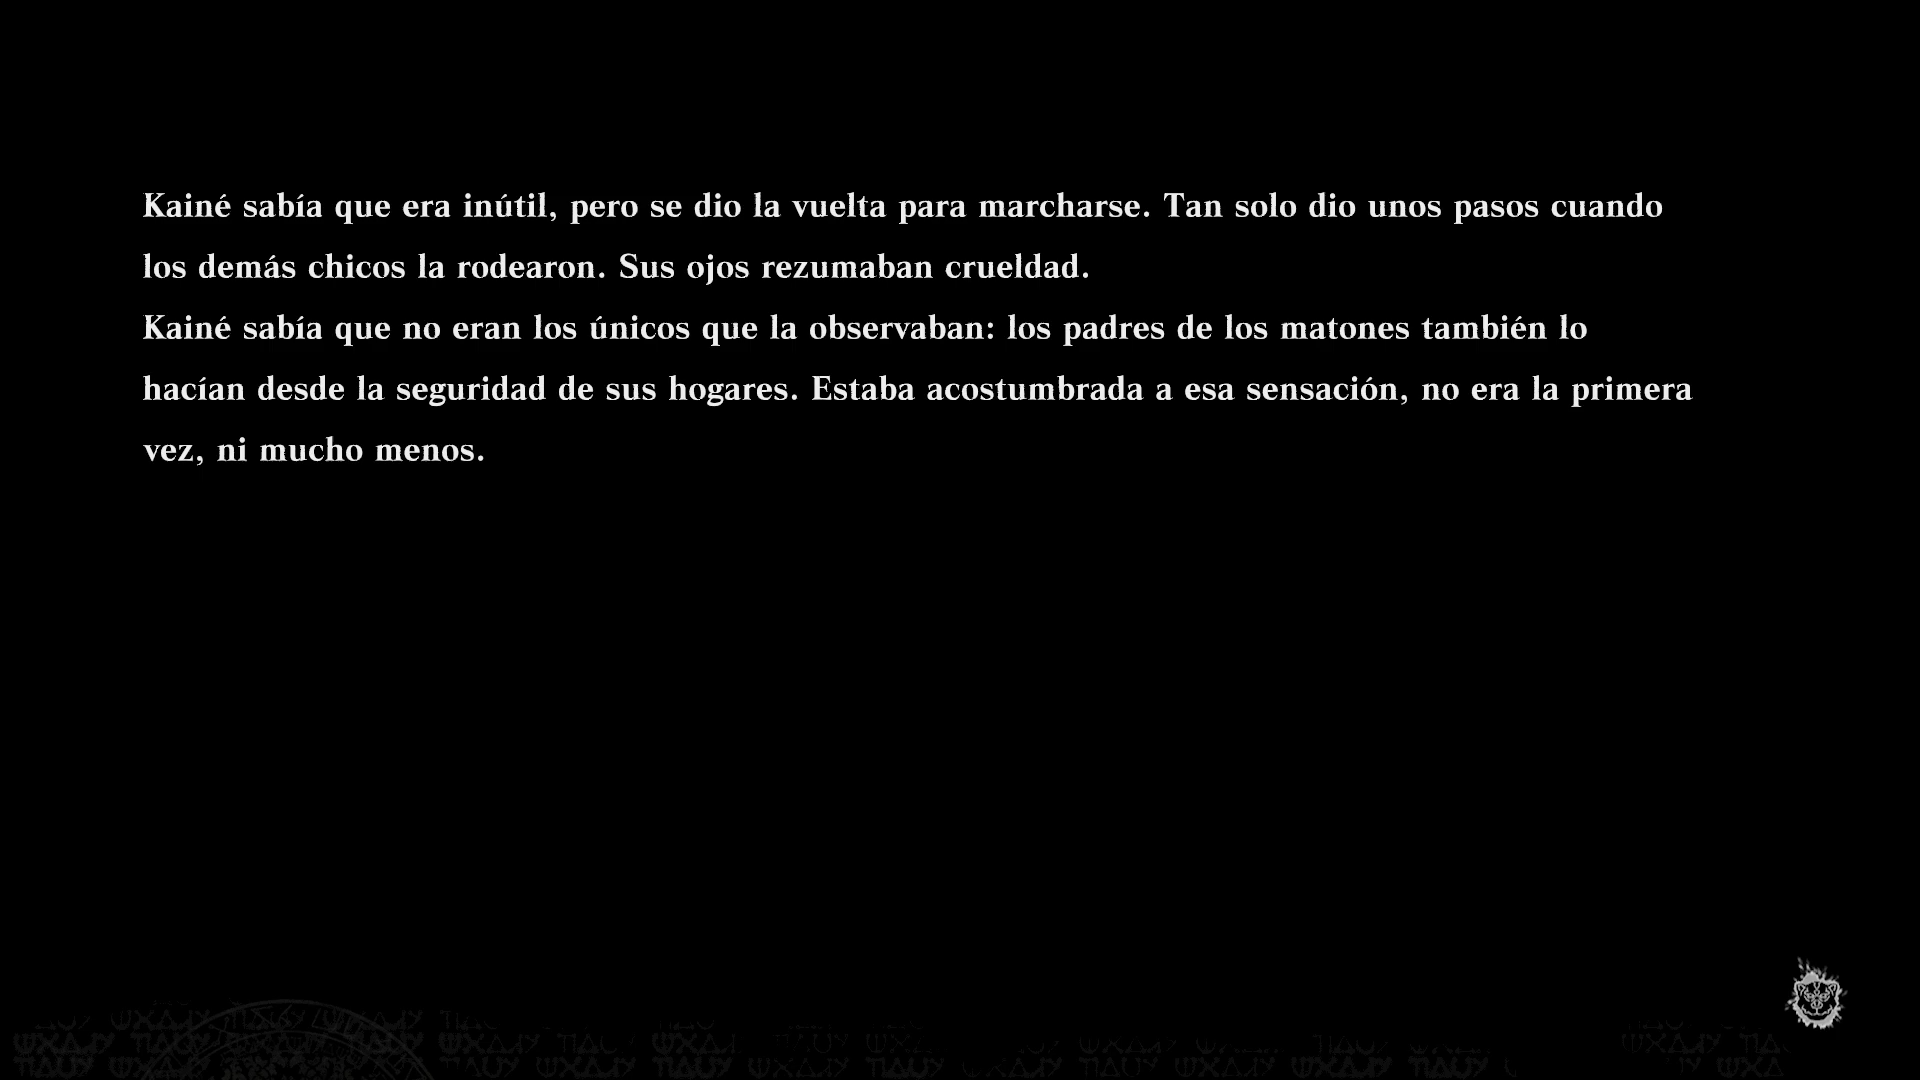 Kainé sabía que era inútil, pero se dio la vuelta para marcharse. Tan solo dio unos pasos cuando
los demás chicos la rodearon. Sus ojos rezumaban crueldad.
Kainé sabía que no eran los únicos que la observaban: los padres de los matones también lo
hacían desde la seguridad de sus hogares. Estaba acostumbrada a esa sensación, no era la primera
vez, ni mucho menos.